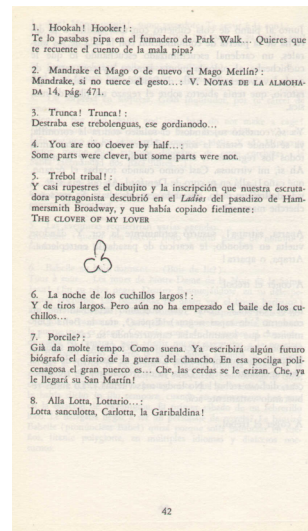 1. Hookah! Hooker!:
Te lo pasabas pipa en el fumadero de Park Walk... Quieres que
te recuente el cuento de la mala pipa?
2. Mandrake el Mago o de nuevo el Mago Merlín?:
Mandrake, si no tuerce el gesto...: V. NOTAS DE LA ALMOHA-
DA 14, pág. 471.
3. Trunca! Trunca!:
Destraba ese trebolenguas, ese gordianodo...
4. You are too cloever by half...:
Some parts were clever, but some parts were not.
5. Trébol tribal!:
Y casi rupestres el dibujito y la inscripción que nuestra escruta-
dora potragonista descubrió en el Ladies del pasadizo de Ham-
mersmith Broadway, y que había copiado fielmente:
THE CLOVER OF MY LOVER
6. La noche de los cuchillos largos!:
Y de tiros largos. Pero aún no ha empezado el baile de los cu-
chillos...
7. Porcile?:
Già da molte tempo. Como suena. Ya escribirá algún futuro
biógrafo el diario de la guerra del chancho. En esa pocilga poli-
cenagosa el gran puerco es... Che, las cerdas se le erizan. Che, ya
le llegará su San Martín!
8. Alla Lotta, Lottario...:
Lotta sanculotta, Carlotta, la Garibaldina!
42